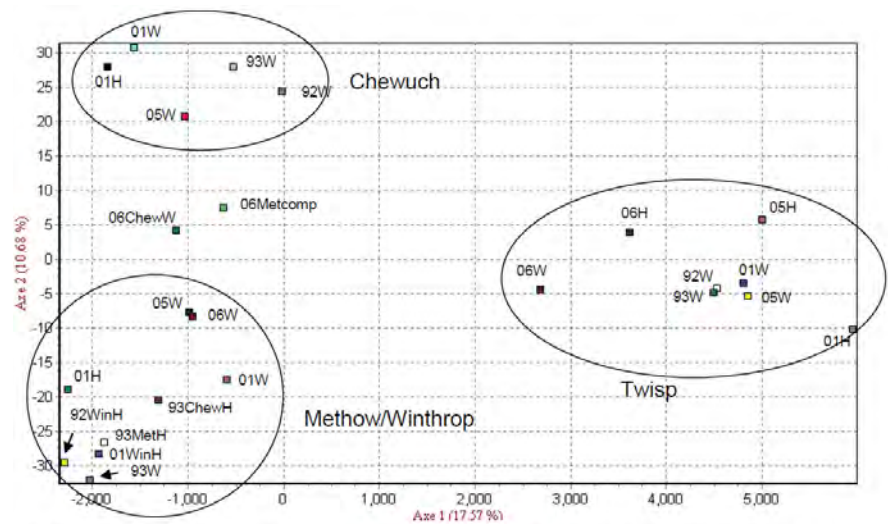 01W
01H
93W
92W
Chewuch
05W
06Metcomp
06ChewW
06H
05H
06W
92W
01W
93W
05W
01H
Twisp
05W
06W
01H
01W
93ChewH
92WinH
Methow/Winthrop
93MetH
01WinH
93W
30
25
20
15
10
5
0
-5
-10
-15
-20
-25
-30
Axe 2 (10.68 %)
-2,000
-1,000
0
1,000
2,000
3,000
4,000
5,000
Axe 1 (17.57 %)